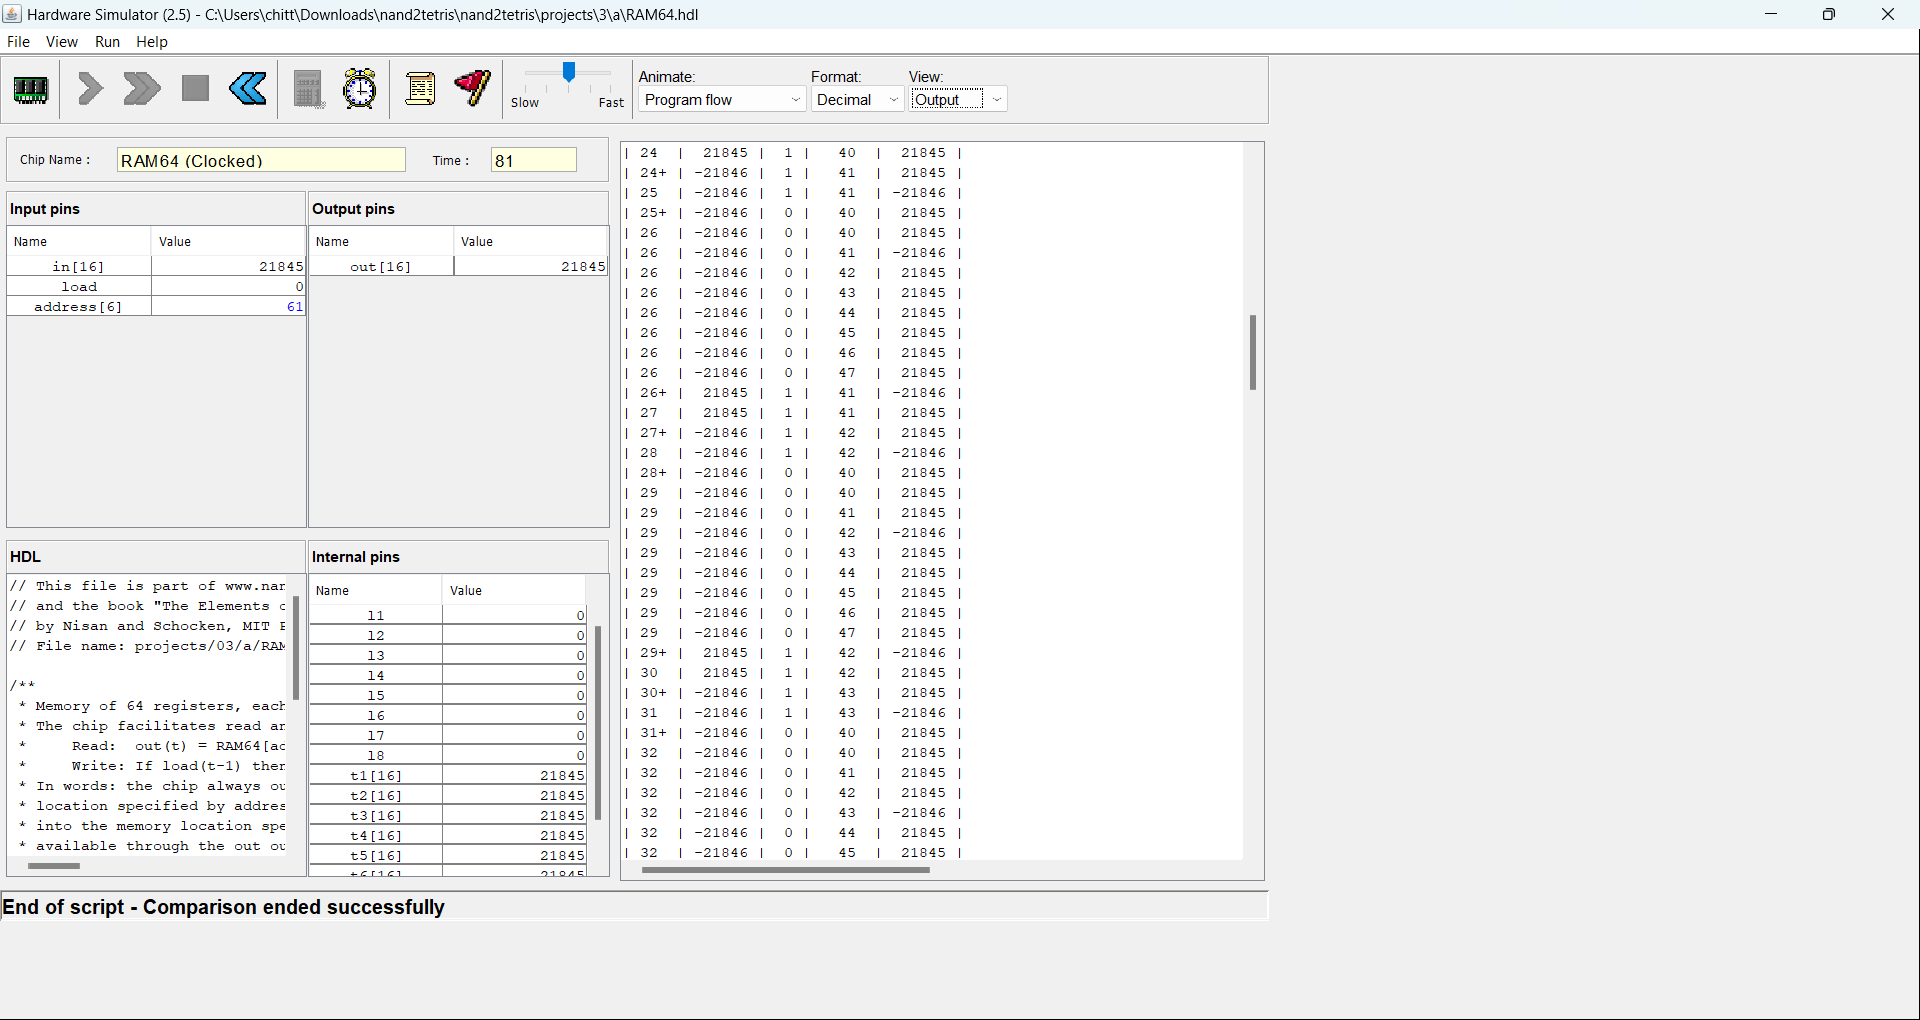 Hardware Simulator (2.5) - C:\Users\chitt\Downloads\nand2tetris\nand2tetris\projects\3\a\RAM64.hdl
File View Run Help
Slow Fast
Animate: Format: View:
Program flow Decimal Output
Chip Name : RAM64 (Clocked) Time : 81
Input pins
Name Value
in[16] 21845
load 0
address[6] 61
Output pins
Name Value
out[16] 21845
HDL
// This file is part of www.nan
// and the book "The Elements o
// by Nisan and Schocken, MIT P
// File name: projects/03/a/RAM
/**
* Memory of 64 registers, each
* The chip facilitates read an
* Read: out(t) = RAM64[ad
* Write: If load(t-1) then
* In words: the chip always ou
* location specified by addres
* into the memory location spe
* available through the out ou
Internal pins
Name Value
l1 0
l2 0
l3 0
l4 0
l5 0
l6 0
l7 0
l8 0
t1[16] 21845
t2[16] 21845
t3[16] 21845
t4[16] 21845
t5[16] 21845
t6[16] 21845
| 24 | 21845 | 1 | 40 | 21845 |
| 24+ | -21846 | 1 | 41 | 21845 |
| 25 | -21846 | 1 | 41 | -21846 |
| 25+ | -21846 | 0 | 40 | 21845 |
| 26 | -21846 | 0 | 40 | 21845 |
| 26 | -21846 | 0 | 41 | -21846 |
| 26 | -21846 | 0 | 42 | 21845 |
| 26 | -21846 | 0 | 43 | 21845 |
| 26 | -21846 | 0 | 44 | 21845 |
| 26 | -21846 | 0 | 45 | 21845 |
| 26 | -21846 | 0 | 46 | 21845 |
| 26 | -21846 | 0 | 47 | 21845 |
| 26+ | 21845 | 1 | 41 | -21846 |
| 27 | 21845 | 1 | 41 | 21845 |
| 27+ | -21846 | 1 | 42 | 21845 |
| 28 | -21846 | 1 | 42 | -21846 |
| 28+ | -21846 | 0 | 40 | 21845 |
| 29 | -21846 | 0 | 40 | 21845 |
| 29 | -21846 | 0 | 41 | 21845 |
| 29 | -21846 | 0 | 42 | -21846 |
| 29 | -21846 | 0 | 43 | 21845 |
| 29 | -21846 | 0 | 44 | 21845 |
| 29 | -21846 | 0 | 45 | 21845 |
| 29 | -21846 | 0 | 46 | 21845 |
| 29 | -21846 | 0 | 47 | 21845 |
| 29+ | 21845 | 1 | 42 | -21846 |
| 30 | 21845 | 1 | 42 | 21845 |
| 30+ | -21846 | 1 | 43 | 21845 |
| 31 | -21846 | 1 | 43 | -21846 |
| 31+ | -21846 | 0 | 40 | 21845 |
| 32 | -21846 | 0 | 40 | 21845 |
| 32 | -21846 | 0 | 41 | 21845 |
| 32 | -21846 | 0 | 42 | 21845 |
| 32 | -21846 | 0 | 43 | -21846 |
| 32 | -21846 | 0 | 44 | 21845 |
| 32 | -21846 | 0 | 45 | 21845 |
End of script - Comparison ended successfully